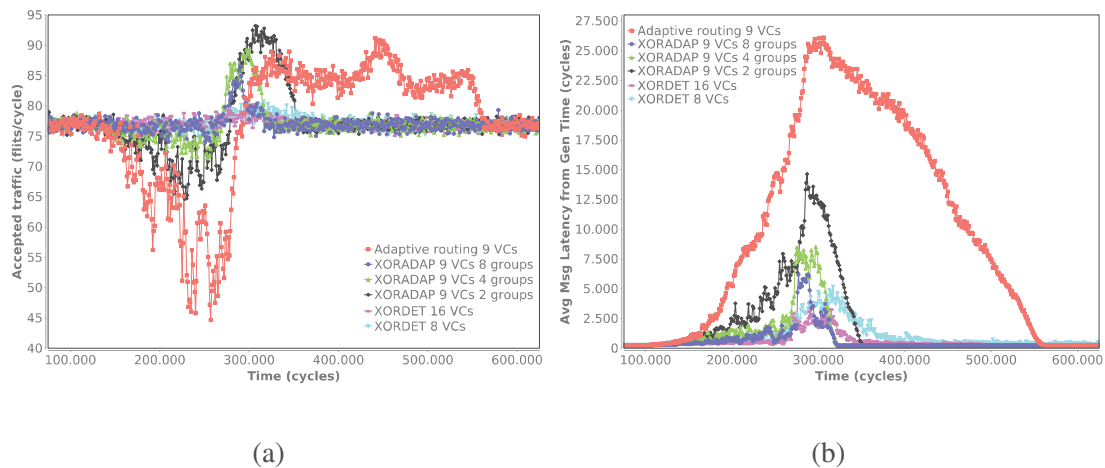 95
90
85
80
75
70
65
60
55
50
45
40
Accepted traffic (flits/cycle)
Adaptive routing 9 VCs
XORADAP 9 VCs 8 groups
XORADAP 9 VCs 4 groups
XORADAP 9 VCs 2 groups
XORDET 16 VCs
XORDET 8 VCs
100.000 200.000 300.000 400.000 500.000 600.000
Time (cycles)
(a)
27.500
25.000
22.500
20.000
17.500
15.000
12.500
10.000
7.500
5.000
2.500
0
Avg Msg Latency from Gen Time (cycles)
Adaptive routing 9 VCs
XORADAP 9 VCs 8 groups
XORADAP 9 VCs 4 groups
XORADAP 9 VCs 2 groups
XORDET 16 VCs
XORDET 8 VCs
100.000 200.000 300.000 400.000 500.000 600.000
Time (cycles)
(b)